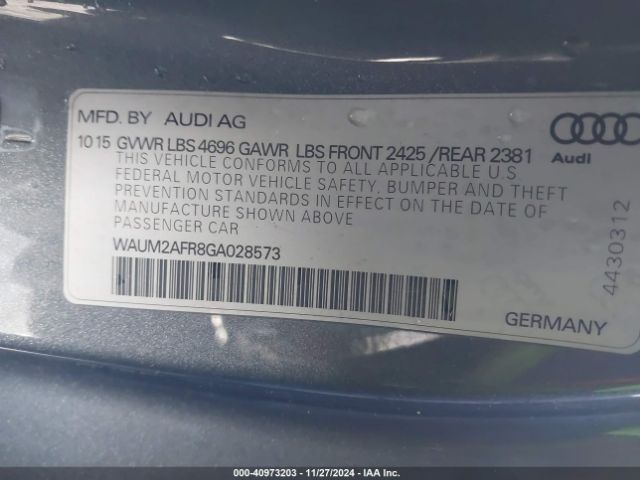 MFD. BY AUDI AG
10 15 GVWR LBS 4696 GAWR LBS FRONT 2425 /REAR 2381
THIS VEHICLE CONFORMS TO ALL APPLICABLE U.S.
FEDERAL MOTOR VEHICLE SAFETY, BUMPER AND THEFT
PREVENTION STANDARDS IN EFFECT ON THE DATE OF
MANUFACTURE SHOWN ABOVE
PASSENGER CAR
WAUM2AFR8GA028573
Audi
4430312
GERMANY
000-40973203 - 11/27/2024 - IAA